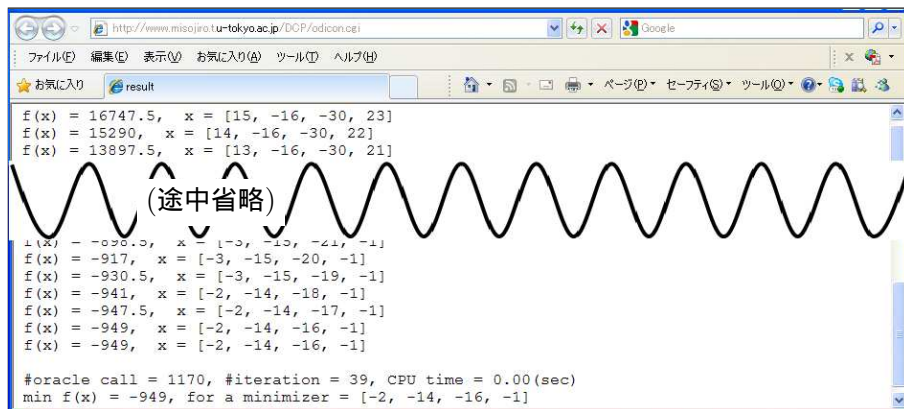 http://www.misojiro.t.u-tokyo.ac.jp/DCP/odicon.cgi
Google
ファイル(F) 編集(E) 表示(V) お気に入り(A) ツール(T) ヘルプ(H)
お気に入り result ページ(P) セーフティ(S) ツール(O)
f(x) = 16747.5, x = [15, -16, -30, 23]
f(x) = 15290, x = [14, -16, -30, 22]
f(x) = 13897.5, x = [13, -16, -30, 21]
(途中省略)
f(x) = -898.5, x = [-3, -15, -21, -1]
f(x) = -917, x = [-3, -15, -20, -1]
f(x) = -930.5, x = [-3, -15, -19, -1]
f(x) = -941, x = [-2, -14, -18, -1]
f(x) = -947.5, x = [-2, -14, -17, -1]
f(x) = -949, x = [-2, -14, -16, -1]
f(x) = -949, x = [-2, -14, -16, -1]
#oracle call = 1170, #iteration = 39, CPU time = 0.00(sec)
min f(x) = -949, for a minimizer = [-2, -14, -16, -1]